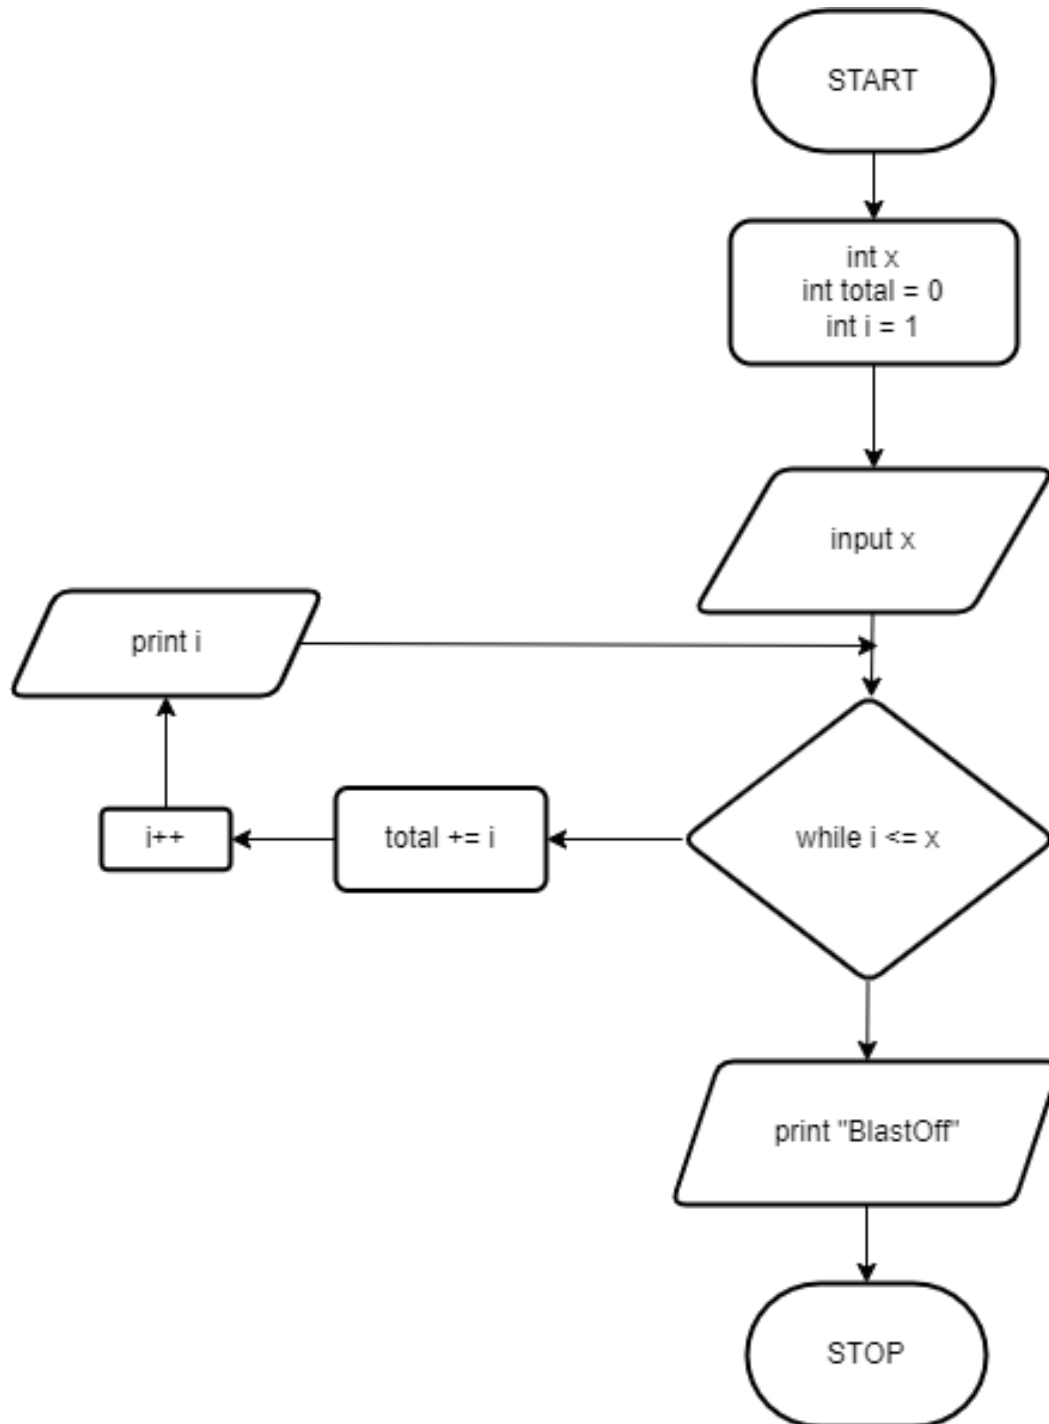 START
int x
int total = 0
int i = 1
input x
print i
while i <= x
total += i
i++
print "BlastOff"
STOP